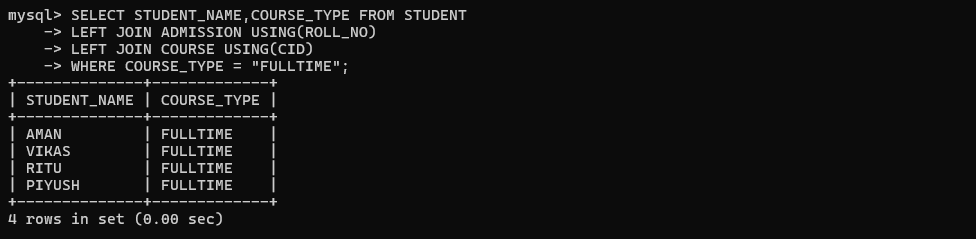 mysql> SELECT STUDENT_NAME,COURSE_TYPE FROM STUDENT
    -> LEFT JOIN ADMISSION USING(ROLL_NO)
    -> LEFT JOIN COURSE USING(CID)
    -> WHERE COURSE_TYPE = "FULLTIME";
+--------------+-------------+
| STUDENT_NAME | COURSE_TYPE |
+--------------+-------------+
| AMAN         | FULLTIME    |
| VIKAS        | FULLTIME    |
| RITU         | FULLTIME    |
| PIYUSH       | FULLTIME    |
+--------------+-------------+
4 rows in set (0.00 sec)